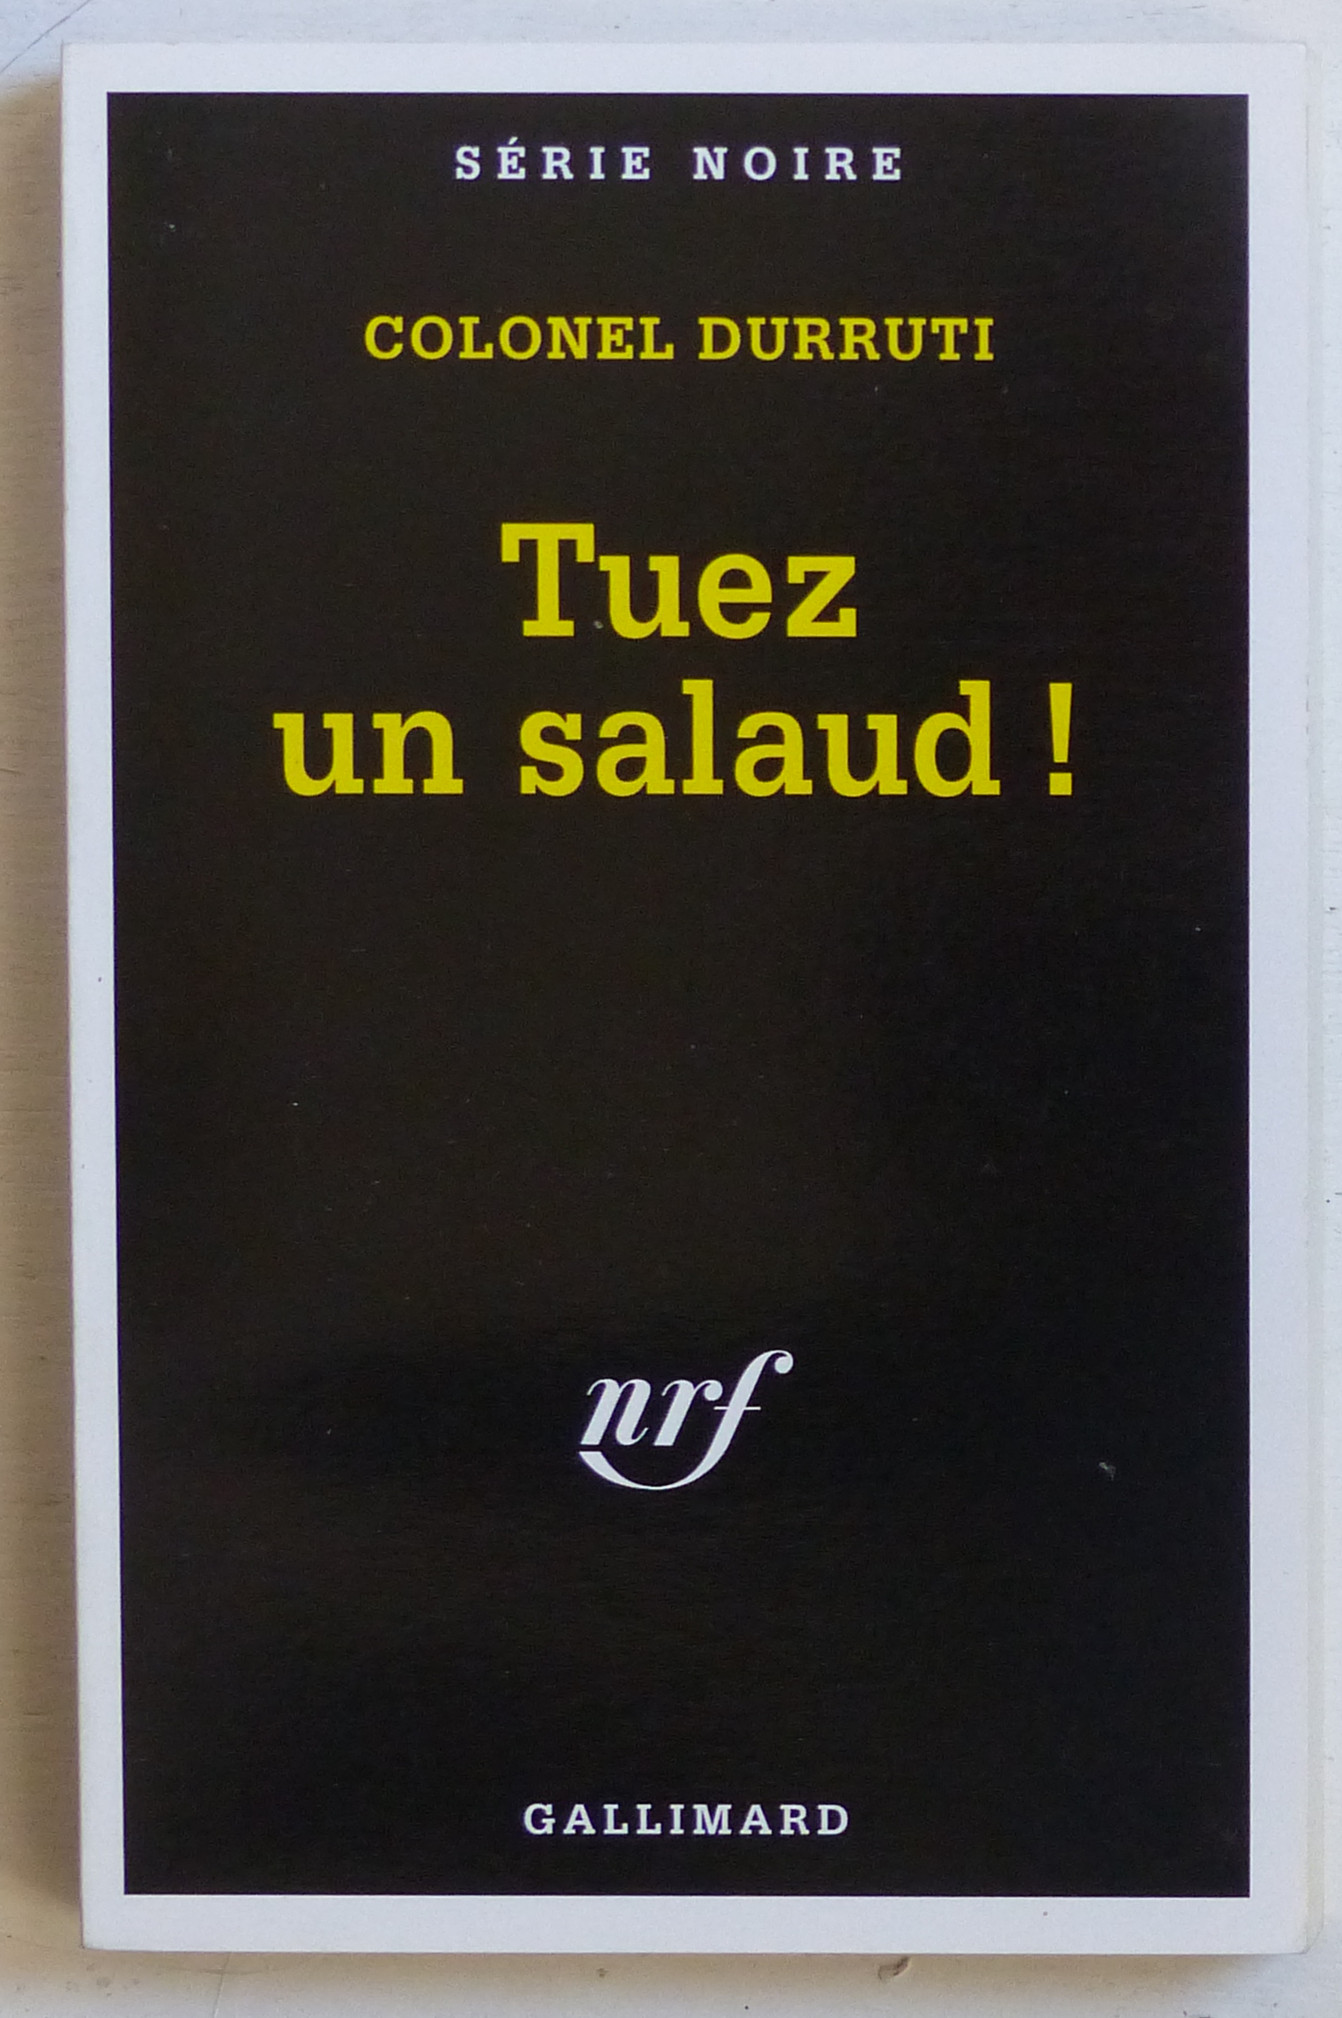 SÉRIE NOIRE
COLONEL DURRUTI
Tuez
un salaud !
nrf
GALLIMARD